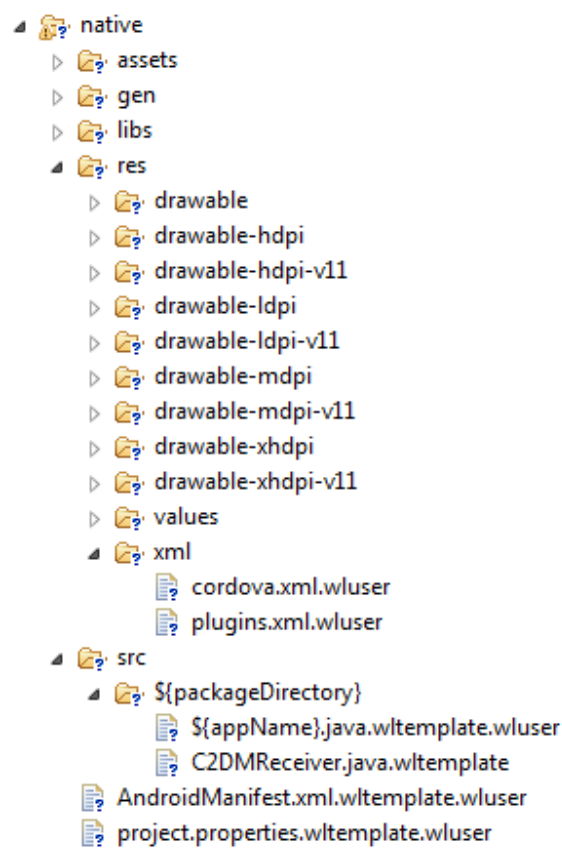 native
assets
gen
libs
res
drawable
drawable-hdpi
drawable-hdpi-v11
drawable-ldpi
drawable-ldpi-v11
drawable-mdpi
drawable-mdpi-v11
drawable-xhdpi
drawable-xhdpi-v11
values
xml
cordova.xml.wluser
plugins.xml.wluser
src
${packageDirectory}
${appName}.java.wltemplate.wluser
C2DMReceiver.java.wltemplate
AndroidManifest.xml.wltemplate.wluser
project.properties.wltemplate.wluser